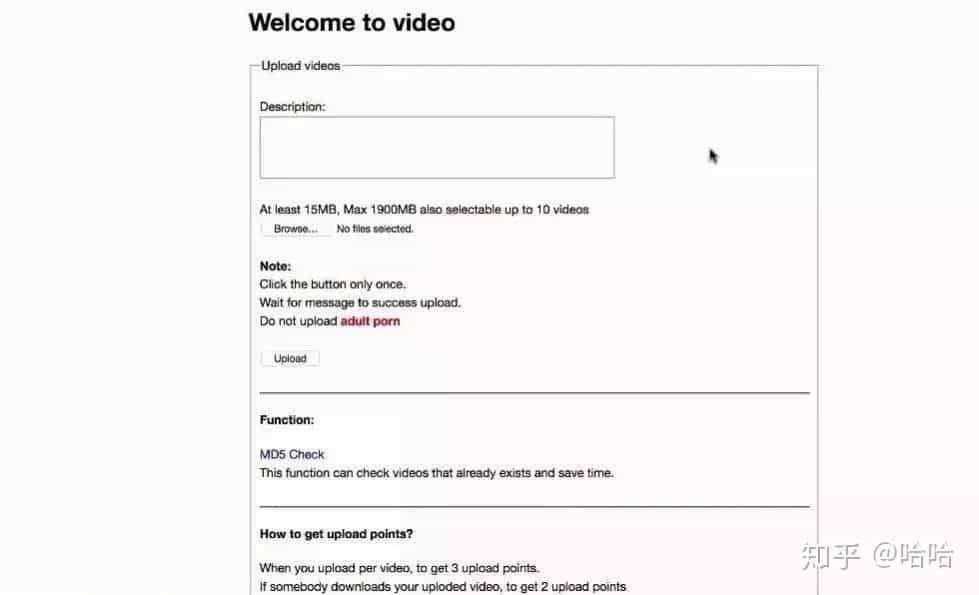 Welcome to video
Upload videos
Description:
At least 15MB, Max 1900MB also selectable up to 10 videos
Browse... No files selected.
Note:
Click the button only once.
Wait for message to success upload.
Do not upload adult porn
Upload
Function:
MD5 Check
This function can check videos that already exists and save time.
How to get upload points?
When you upload per video, to get 3 upload points.
If somebody downloads your uploded video, to get 2 upload points
知乎 @哈哈